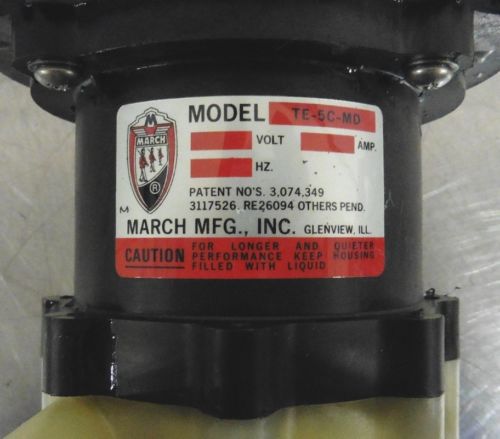 M
MARCH
®
MODEL TE-5C-MD
VOLT AMP.
HZ.
PATENT NO'S. 3,074,349
3117526. RE26094 OTHERS PEND.
M
MARCH MFG., INC. GLENVIEW, ILL.
CAUTION FOR LONGER AND QUIETER
PERFORMANCE KEEP HOUSING
FILLED WITH LIQUID